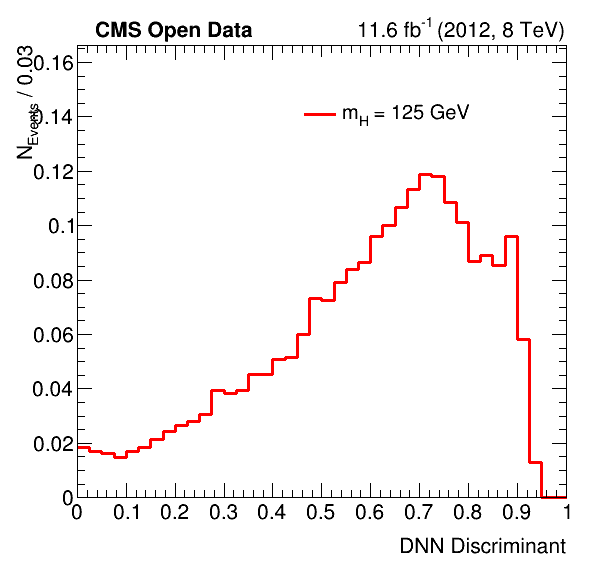 CMS Open Data 11.6 fb⁻¹ (2012, 8 TeV)
N_Events / 0.03
0.16
0.14
m_H = 125 GeV
0.12
0.1
0.08
0.06
0.04
0.02
0
0 0.1 0.2 0.3 0.4 0.5 0.6 0.7 0.8 0.9 1
DNN Discriminant